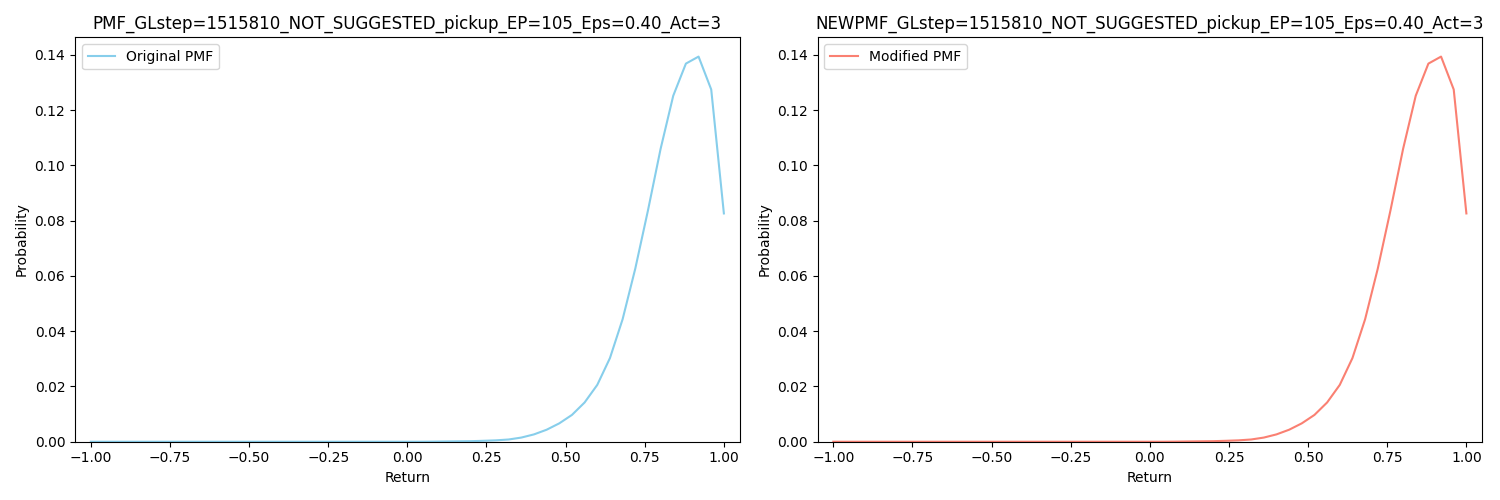 PMF_GLstep=1515810_NOT_SUGGESTED_pickup_EP=105_Eps=0.40_Act=3
Original PMF
Probability
0.14
0.12
0.10
0.08
0.06
0.04
0.02
0.00
−1.00 −0.75 −0.50 −0.25 0.00 0.25 0.50 0.75 1.00
Return
NEWPMF_GLstep=1515810_NOT_SUGGESTED_pickup_EP=105_Eps=0.40_Act=3
Modified PMF
Probability
0.14
0.12
0.10
0.08
0.06
0.04
0.02
0.00
−1.00 −0.75 −0.50 −0.25 0.00 0.25 0.50 0.75 1.00
Return